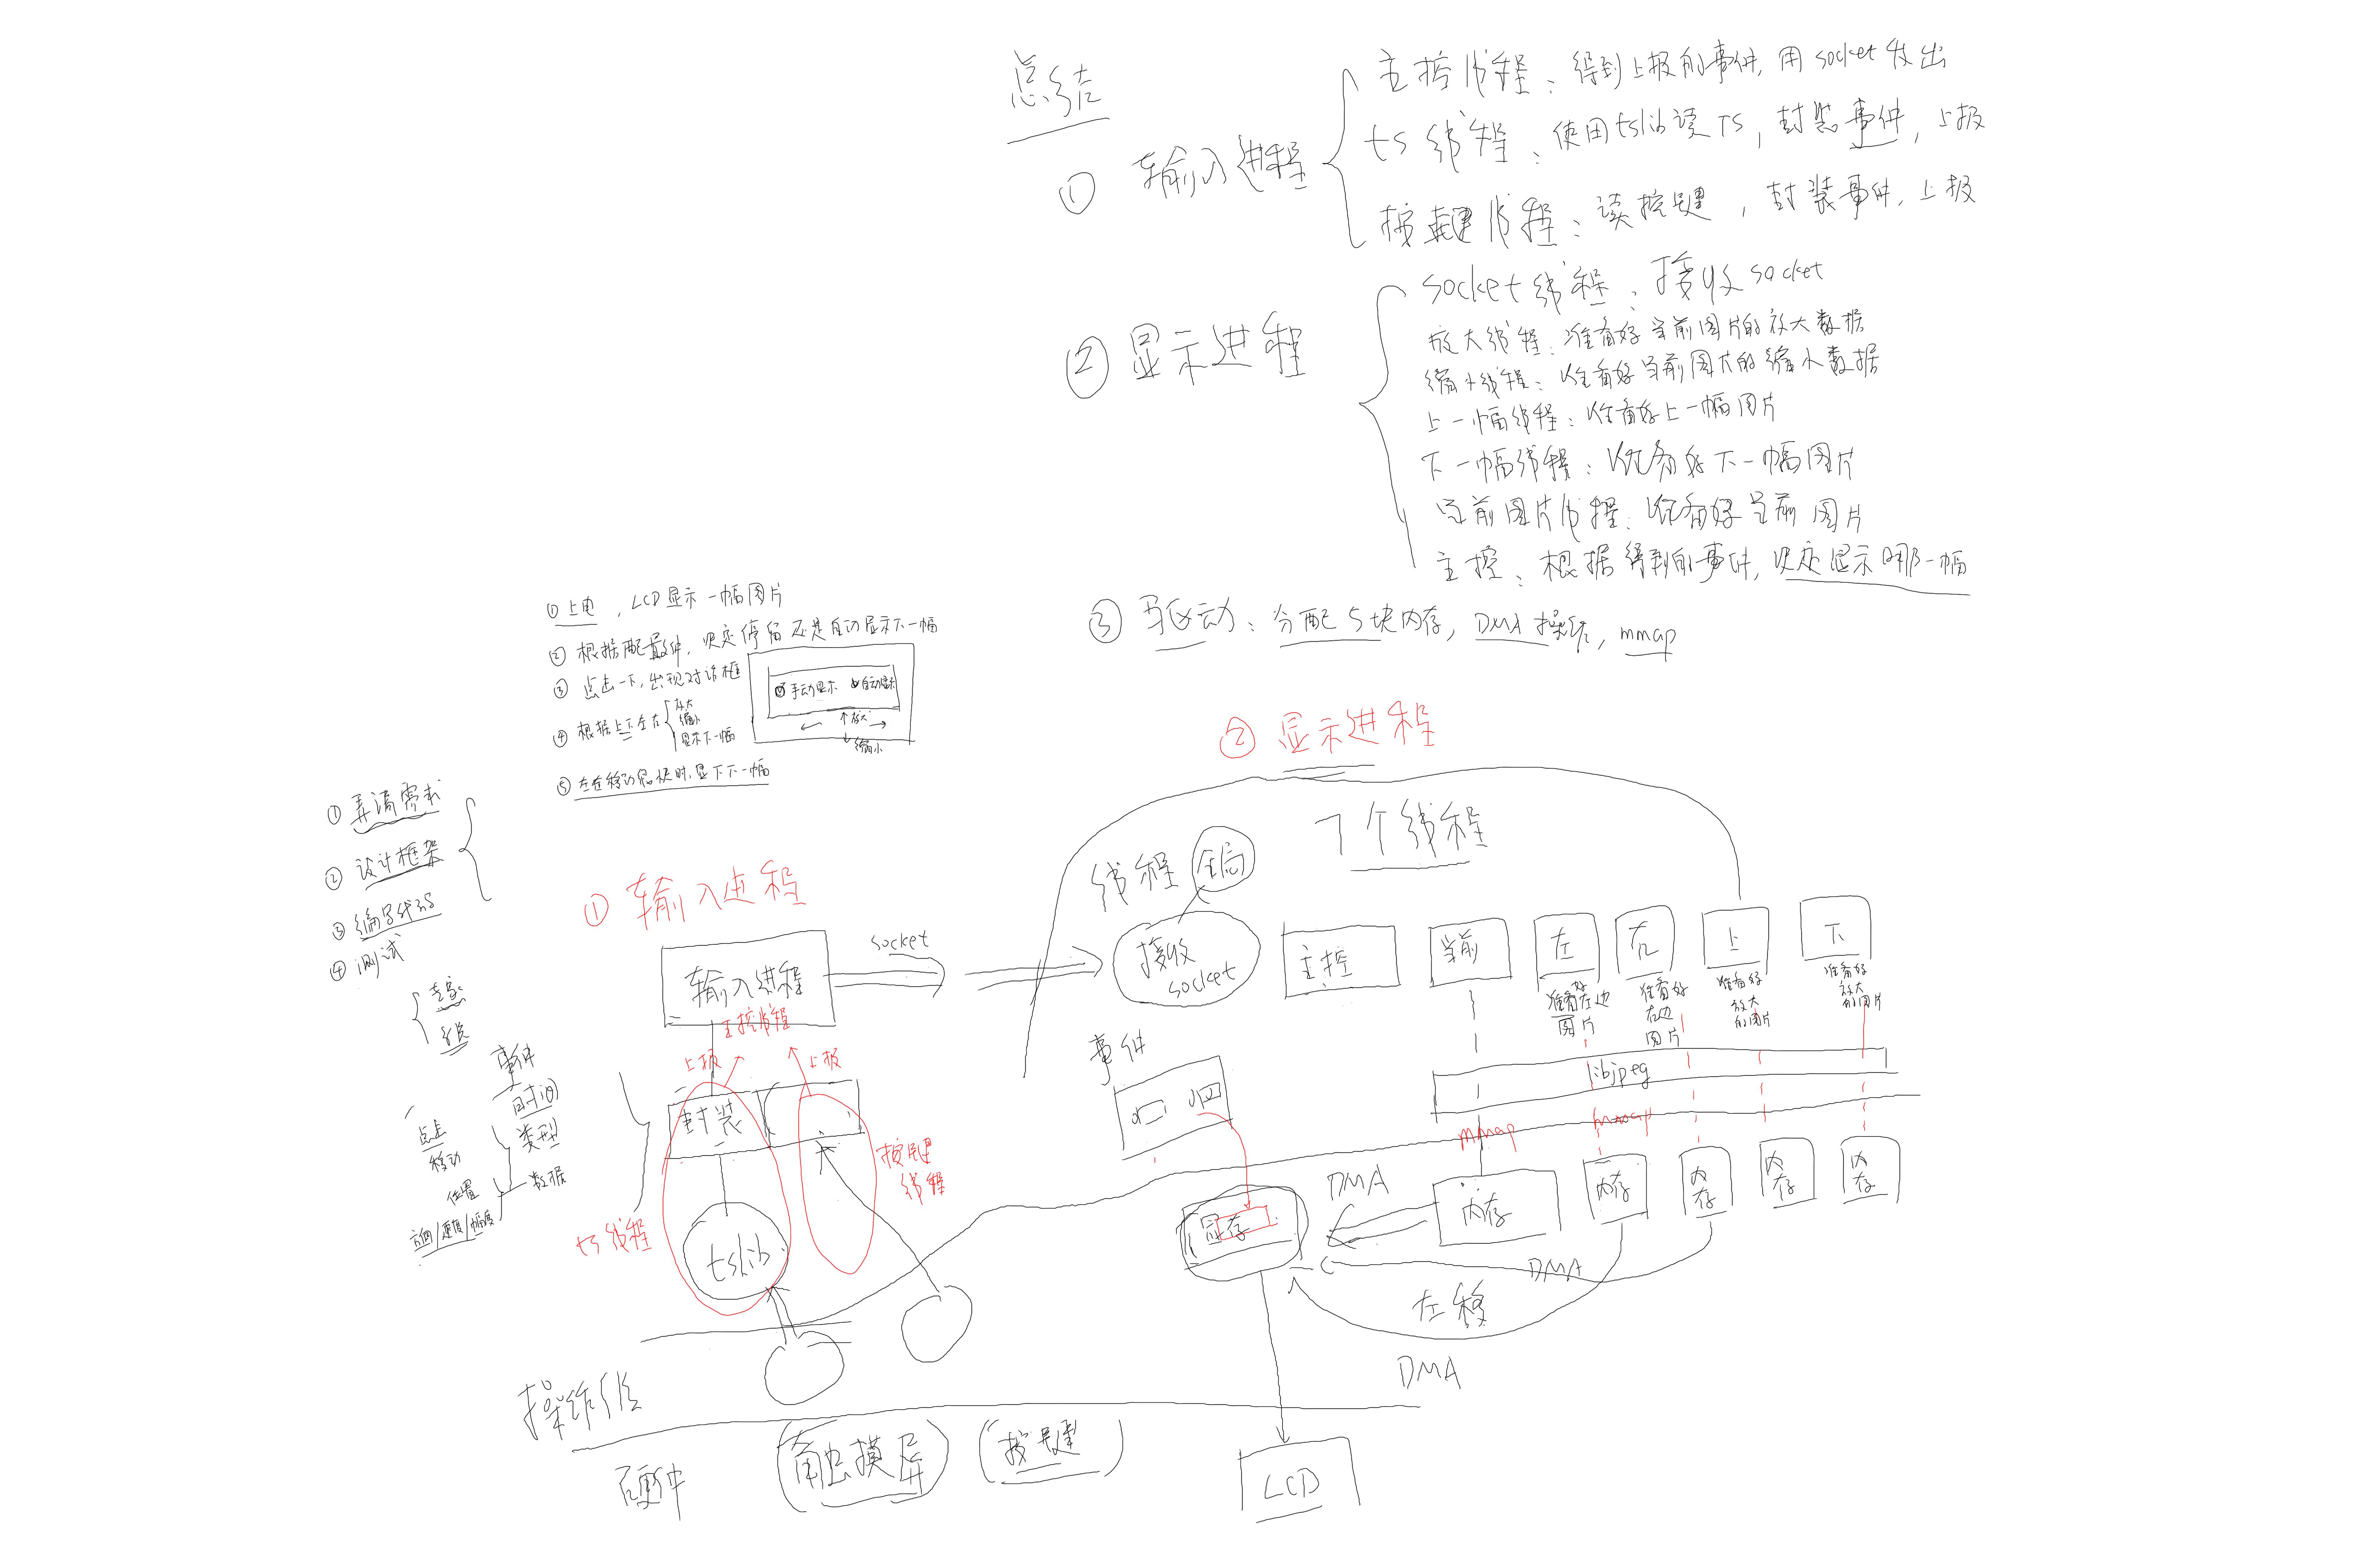 总结
① 输入进程
主控线程：得到上报的事件，用socket发出
ts线程：使用tslib读TS，封装事件，上报
按键线程：读按键，封装事件，上报
② 显示进程
socket线程：接收socket
放大线程：准备好当前图片的放大数据
缩小线程：准备好当前图片的缩小数据
上一幅线程：准备好上一幅图片
下一幅线程：准备好下一幅图片
当前图片线程：准备好当前图片
主控：根据得到的事件，决定显示哪一幅
③ 驱动：分配5块内存，DMA操作，mmap
① 上电，LCD显示一幅图片
② 根据配置文件，决定停留还是自动显示下一幅
③ 点击一下，出现对话框
④ 根据上下左右
放大
缩小
显示下一幅
⑤ 左右移动很快时，显下下一幅
手动显示 自动显示
放大
缩小
① 弄清需求
② 设计框架
③ 编写代码
④ 测试
事件
时间
类型
数据
点击
移动
位置
方向/速度/幅度
① 输入进程
输入进程
主控线程
socket
上报
上报
封装
按键
线程
ts线程
tslib
② 显示进程
7个线程
线程 全局
接收
socket
主控
当前
左
右
上
下
准备好左边
图片
准备好
右边
图片
准备好
放大
的图片
准备好
放大
的图片
libjpeg
事件
mmap
mmap
内存
内存
内存
内存
内存
DMA
显存
DMA
左移
DMA
操作系统
硬件
触摸屏
按键
LCD